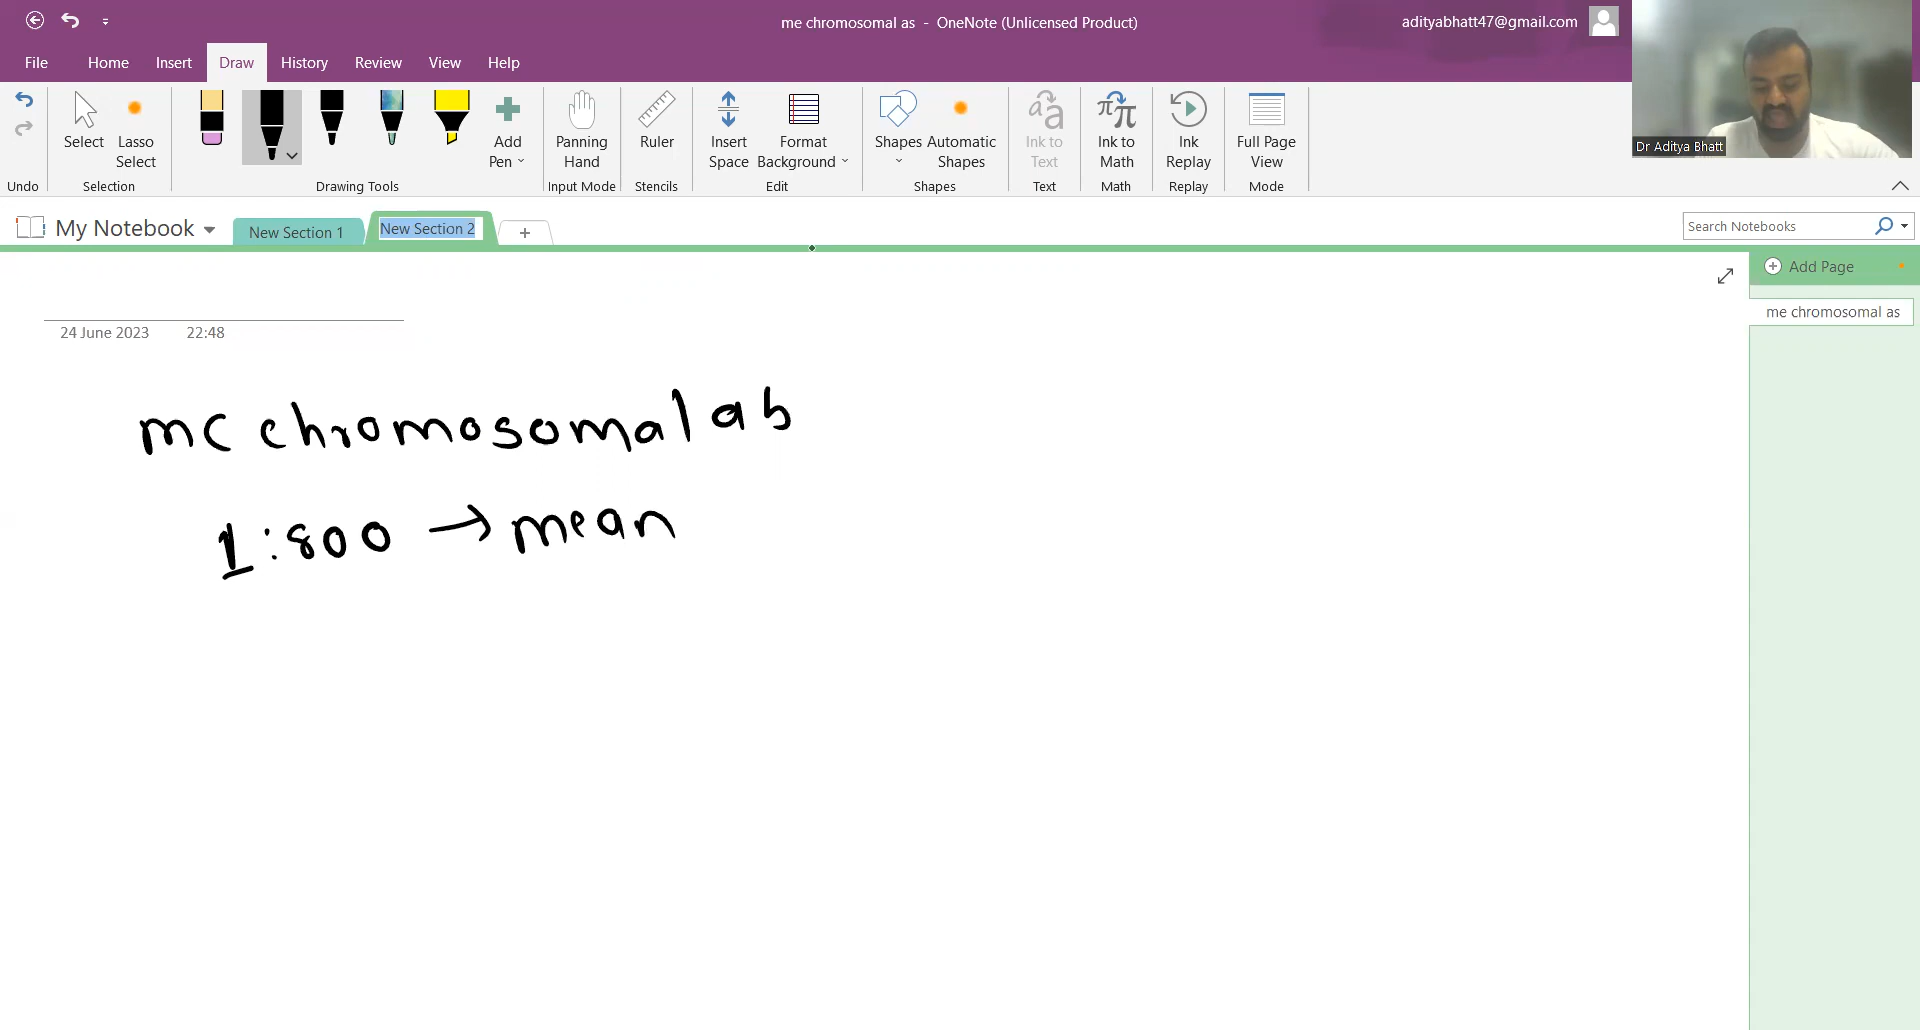 me chromosomal as - OneNote (Unlicensed Product)
adityabhatt47@gmail.com
File Home Insert Draw History Review View Help
Select
Lasso Select
Add Pen
Panning Hand
Ruler
Insert Space
Format Background
Shapes
Automatic Shapes
Ink to Text
Ink to Math
Ink Replay
Full Page View
Undo Selection Drawing Tools Input Mode Stencils Edit Shapes Text Math Replay Mode
Dr Aditya Bhatt
My Notebook New Section 1 New Section 2 +
Search Notebooks
Add Page
me chromosomal as
24 June 2023 22:48
mc chromosomal ab
1:800 → mean